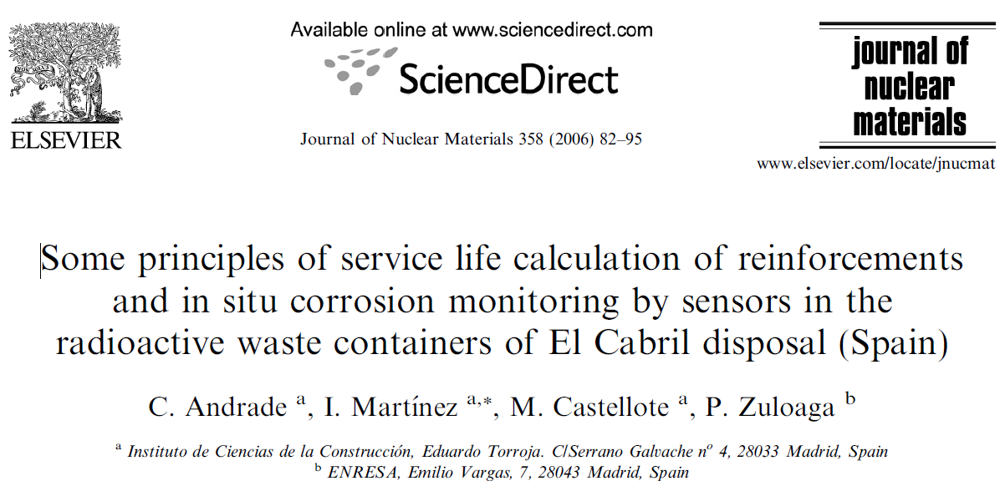 Available online at www.sciencedirect.com
ScienceDirect
ELSEVIER
Journal of Nuclear Materials 358 (2006) 82–95
journal of
nuclear
materials
www.elsevier.com/locate/jnucmat
Some principles of service life calculation of reinforcements
and in situ corrosion monitoring by sensors in the
radioactive waste containers of El Cabril disposal (Spain)
C. Andrade a, I. Martínez a,*, M. Castellote a, P. Zuloaga b
a Instituto de Ciencias de la Construcción, Eduardo Torroja. C/Serrano Galvache no 4, 28033 Madrid, Spain
b ENRESA, Emilio Vargas, 7, 28043 Madrid, Spain